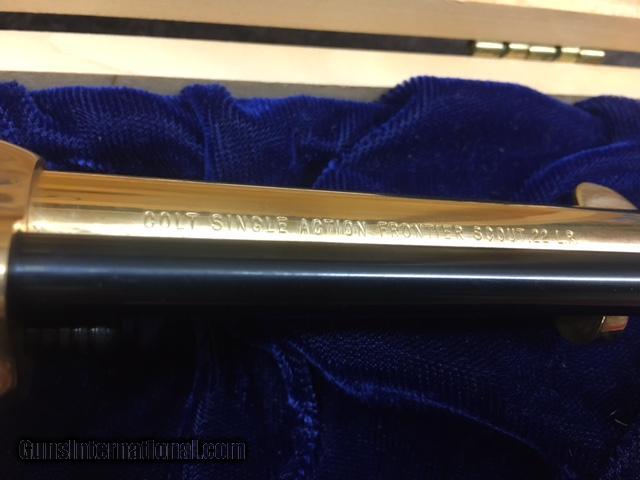 COLT SINGLE ACTION FRONTIER SCOUT .22 L.R.
GunsInternational.com